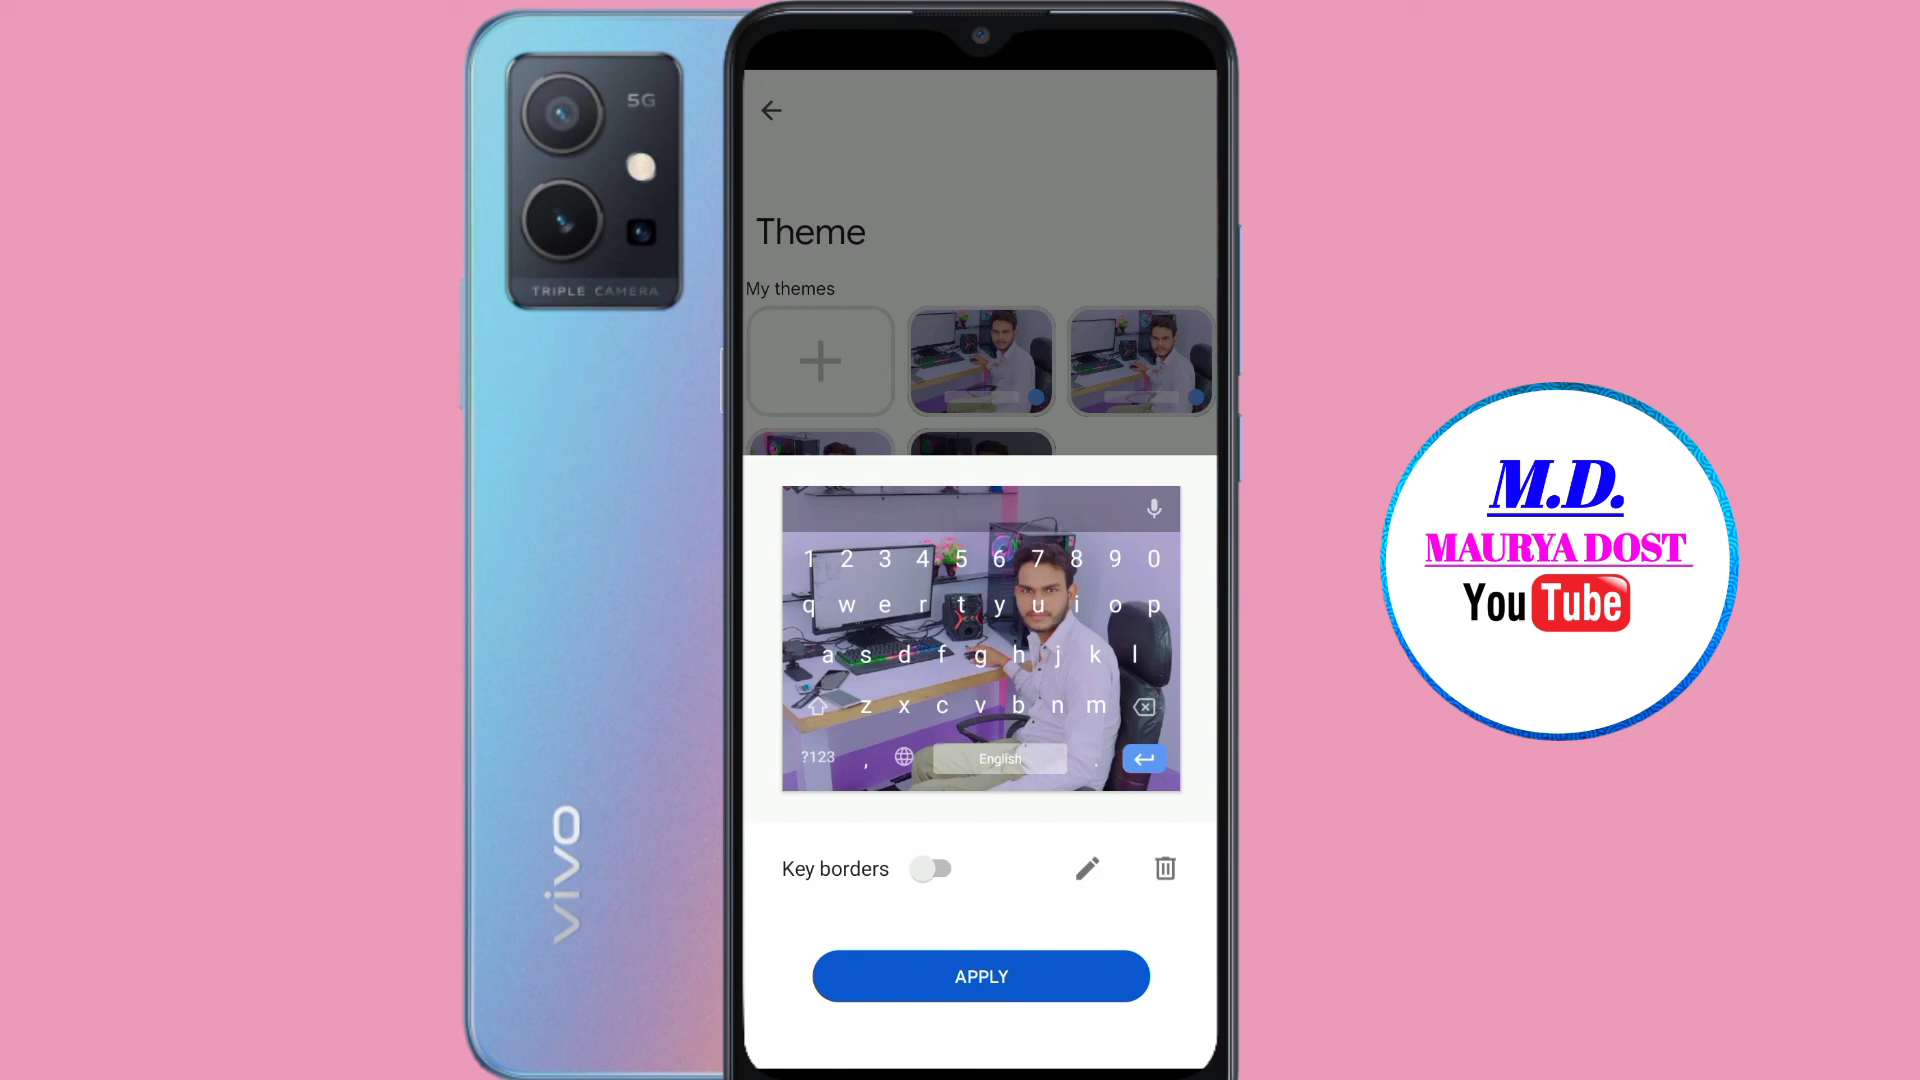 5G
TRIPLE CAMERA
vivo
Theme
My themes
1 2 3 4 5 6 7 8 9 0
q w e r t y u i o p
a s d f g h j k l
z x c v b n m
?123 , English .
Key borders
APPLY
M.D.
MAURYA DOST
YouTube